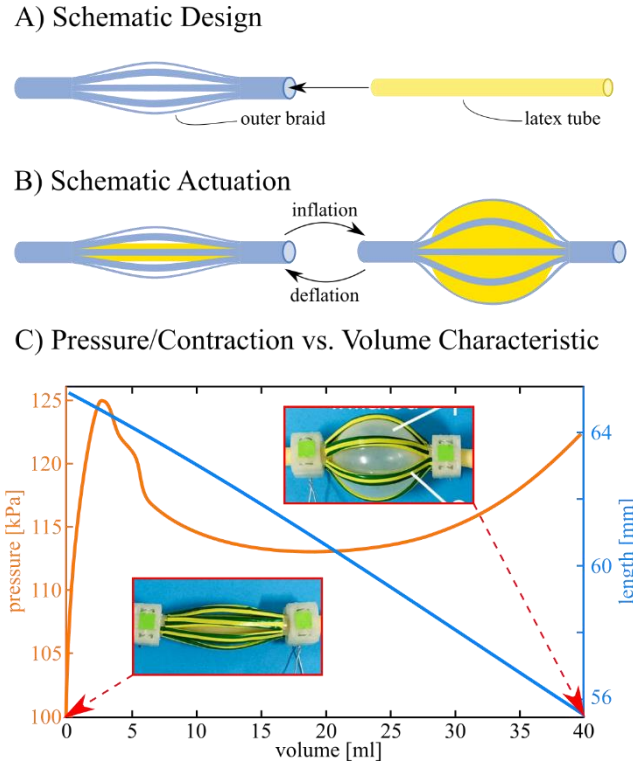 A) Schematic Design
outer braid
latex tube
B) Schematic Actuation
inflation
deflation
C) Pressure/Contraction vs. Volume Characteristic
125
120
115
110
105
100
pressure [kPa]
64
60
56
length [mm]
0
5
10
15
20
25
30
35
40
volume [ml]